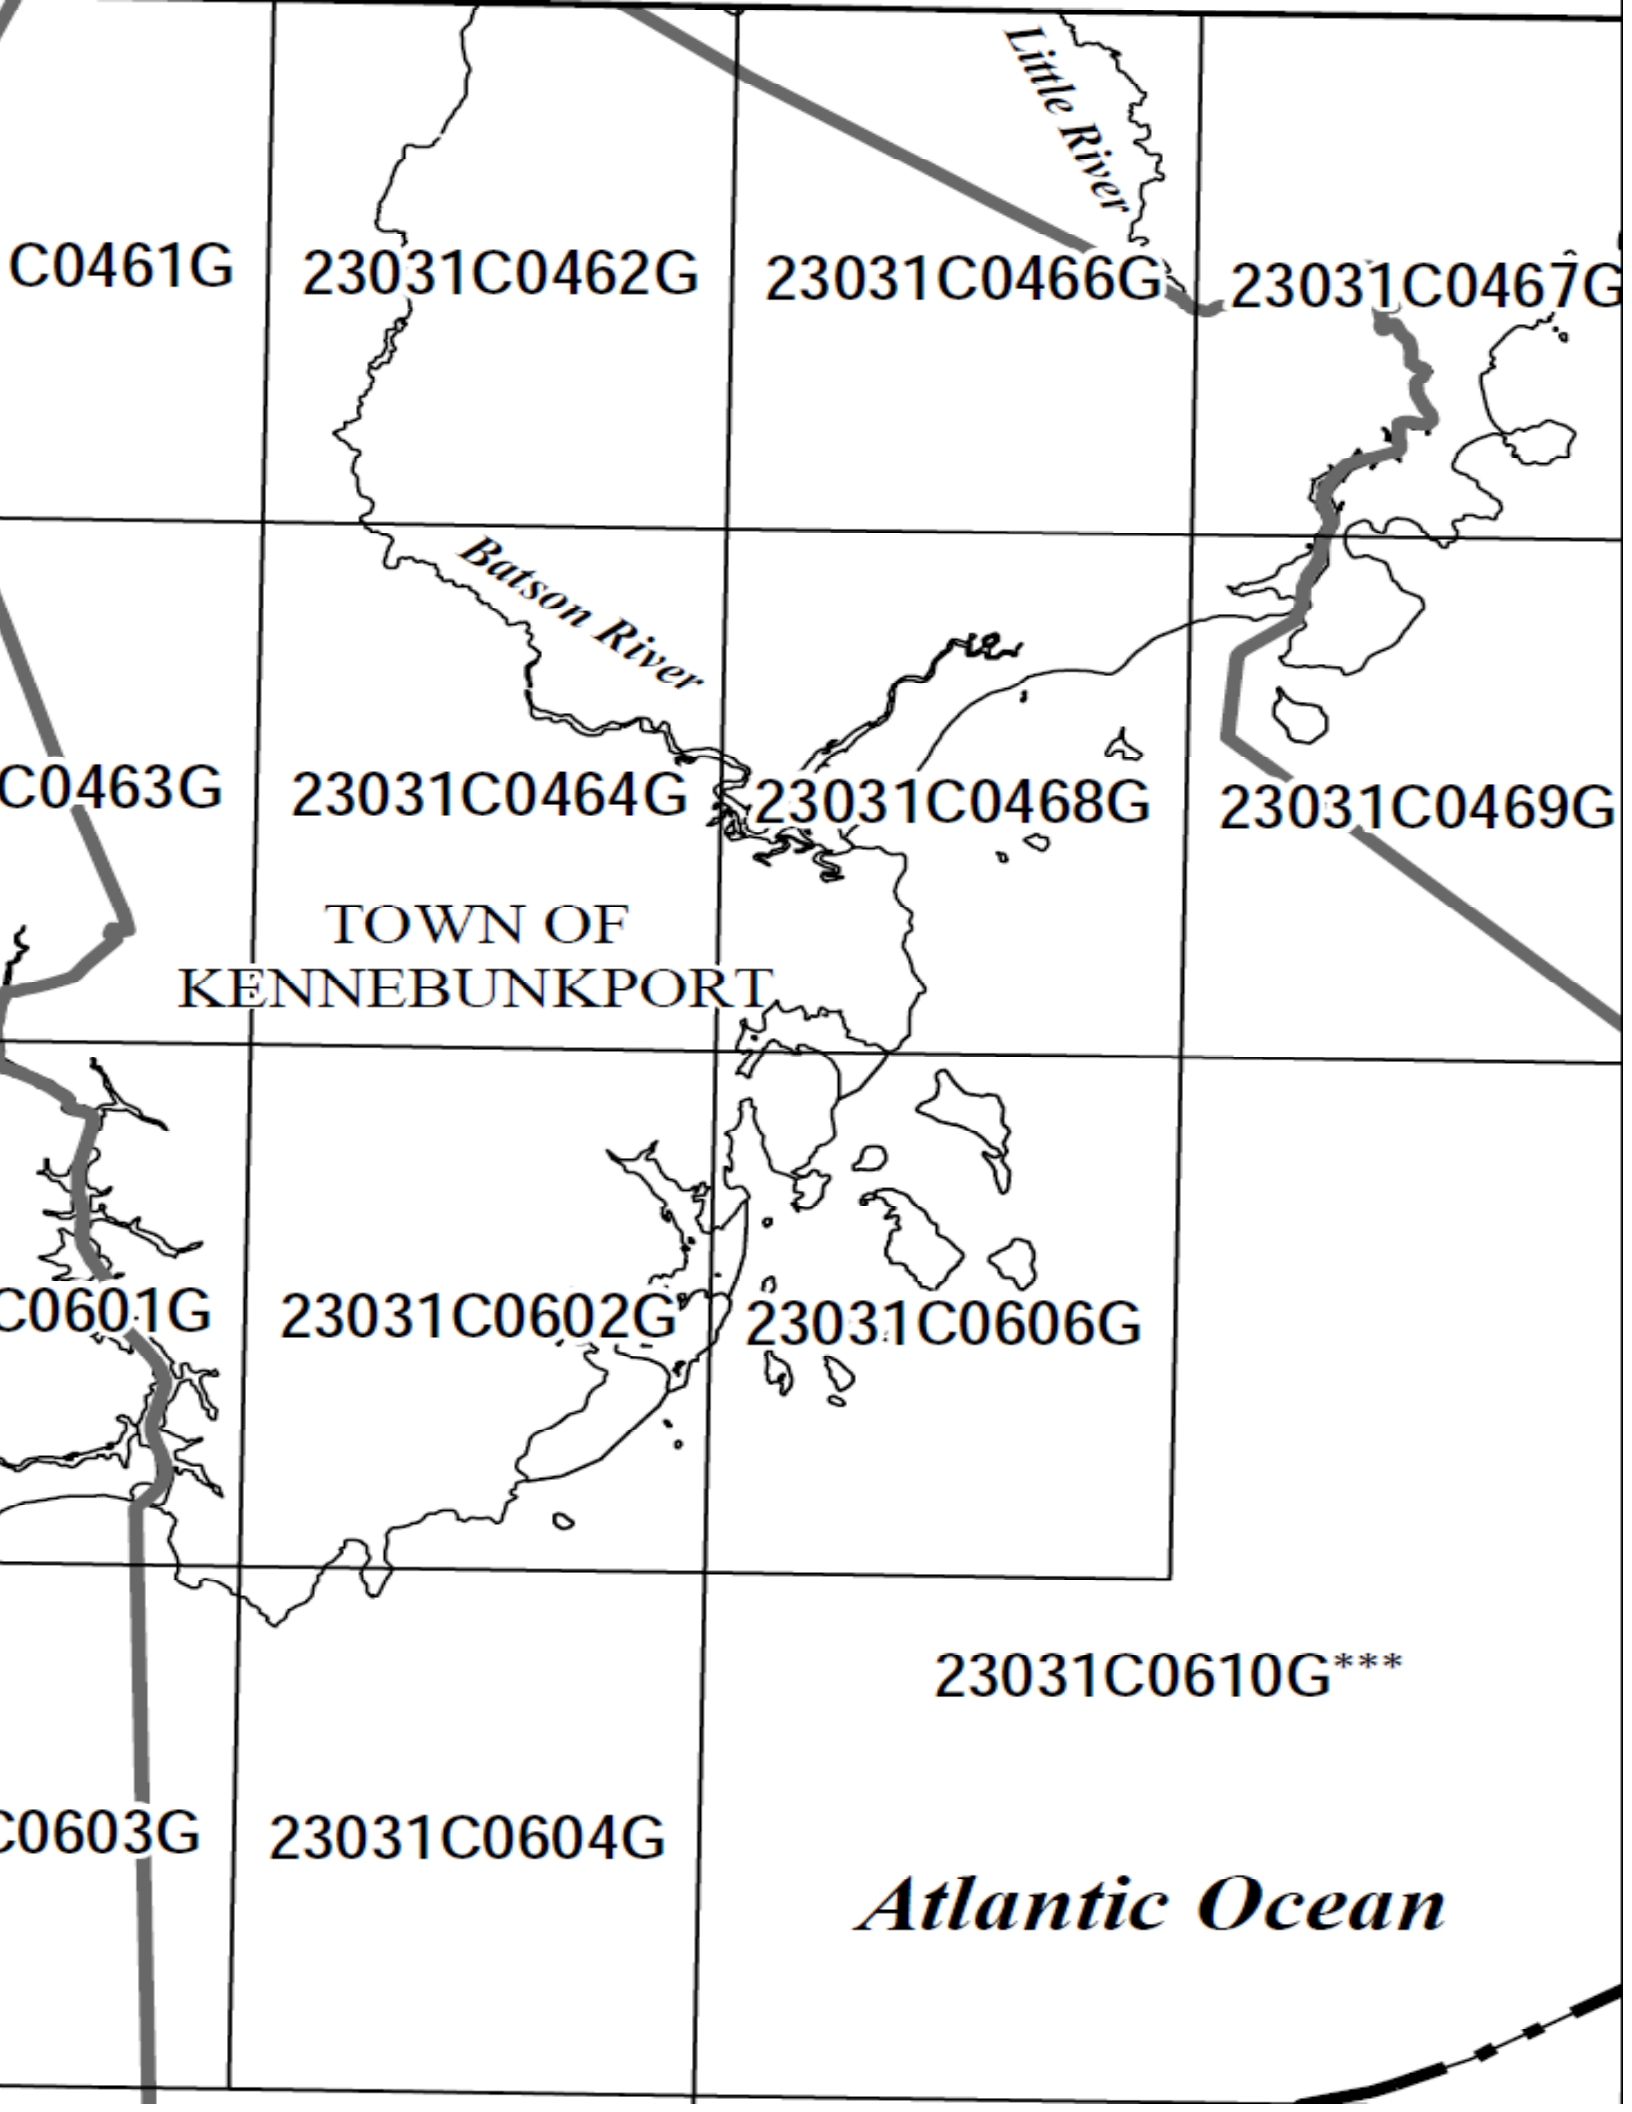 Little River
C0461G
23031C0462G
23031C0466G
23031C0467G
Batson River
C0463G
23031C0464G
23031C0468G
23031C0469G
TOWN OF
KENNEBUNKPORT
C0601G
23031C0602G
23031C0606G
23031C0610G***
C0603G
23031C0604G
Atlantic Ocean